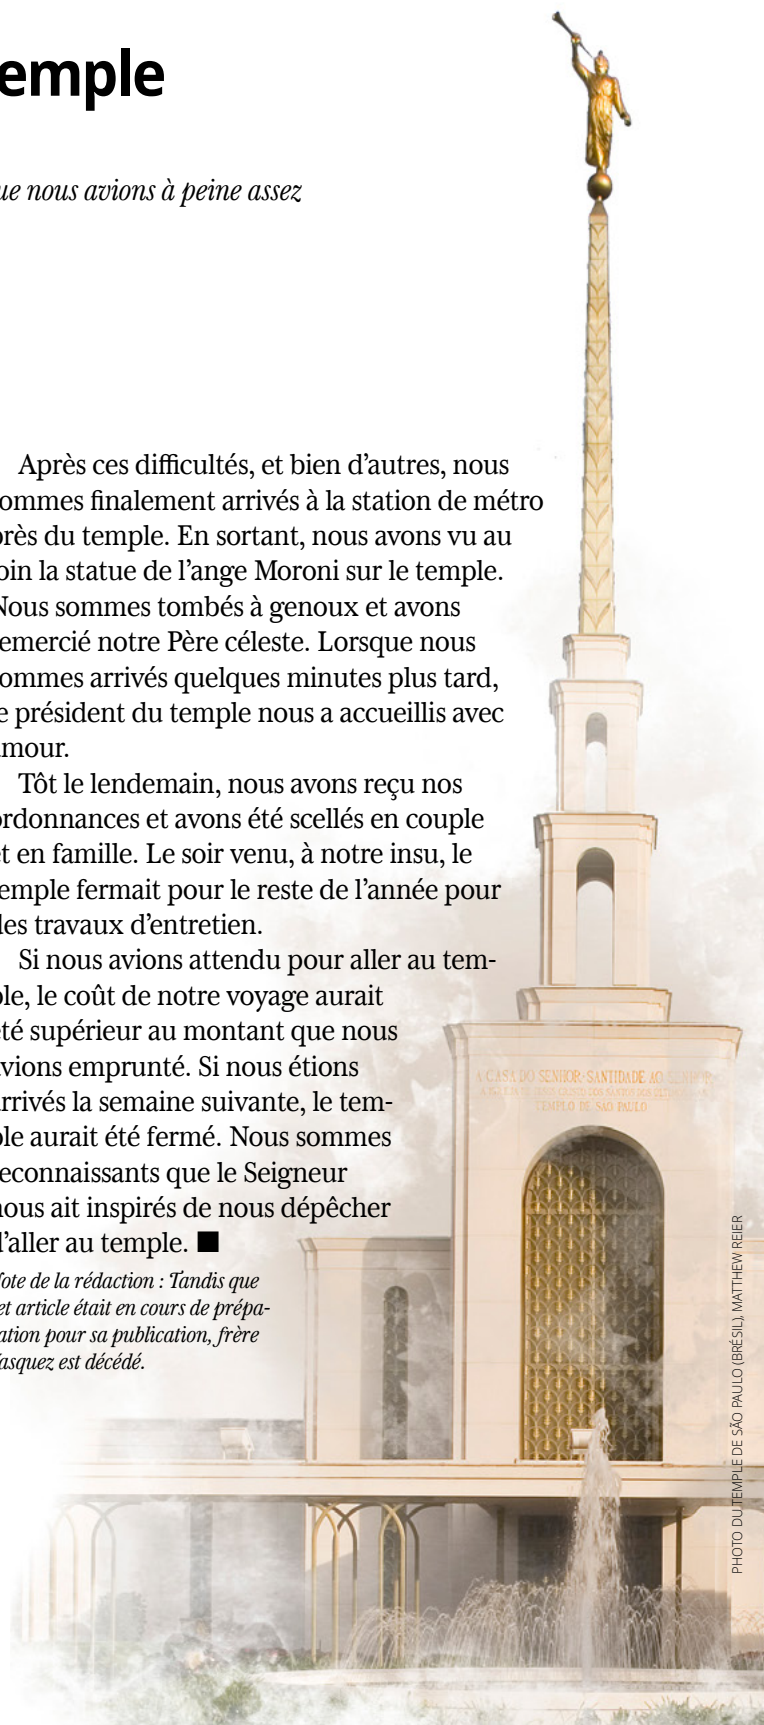 emple
ue nous avions à peine assez
Après ces difficultés, et bien d’autres, nous
ommes finalement arrivés à la station de métro
près du temple. En sortant, nous avons vu au
oin la statue de l’ange Moroni sur le temple.
Nous sommes tombés à genoux et avons
emercié notre Père céleste. Lorsque nous
ommes arrivés quelques minutes plus tard,
e président du temple nous a accueillis avec
amour.
Tôt le lendemain, nous avons reçu nos
ordonnances et avons été scellés en couple
et en famille. Le soir venu, à notre insu, le
temple fermait pour le reste de l’année pour
des travaux d’entretien.
Si nous avions attendu pour aller au tem-
ple, le coût de notre voyage aurait
été supérieur au montant que nous
avions emprunté. Si nous étions
arrivés la semaine suivante, le tem-
ple aurait été fermé. Nous sommes
reconnaissants que le Seigneur
nous ait inspirés de nous dépêcher
d’aller au temple. ■
ote de la rédaction : Tandis que
et article était en cours de prépa-
ation pour sa publication, frère
asquez est décédé.
A CASA DO SENHOR·SANTIDADE AO SENHOR
TEMPLO DE SÃO PAULO
PHOTO DU TEMPLE DE SÃO PAULO (BRÉSIL), MATTHEW REIER